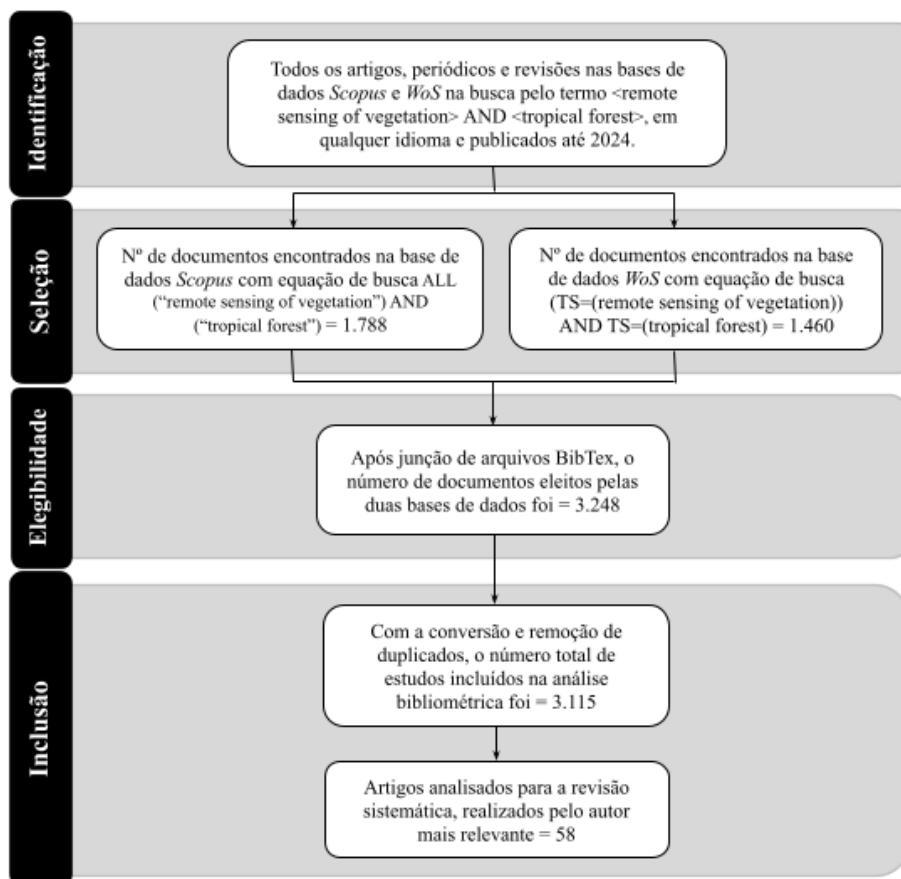 Identificação
Todos os artigos, periódicos e revisões nas bases de
dados Scopus e WoS na busca pelo termo <remote
sensing of vegetation> AND <tropical forest>, em
qualquer idioma e publicados até 2024.
Seleção
Nº de documentos encontrados na base de
dados Scopus com equação de busca ALL
(“remote sensing of vegetation”) AND
(“tropical forest”) = 1.788
Nº de documentos encontrados na base
de dados WoS com equação de busca
(TS=(remote sensing of vegetation))
AND TS=(tropical forest) = 1.460
Elegibilidade
Após junção de arquivos BibTex, o
número de documentos eleitos pelas
duas bases de dados foi = 3.248
Inclusão
Com a conversão e remoção de
duplicados, o número total de
estudos incluídos na análise
bibliométrica foi = 3.115
Artigos analisados para a revisão
sistemática, realizados pelo autor
mais relevante = 58